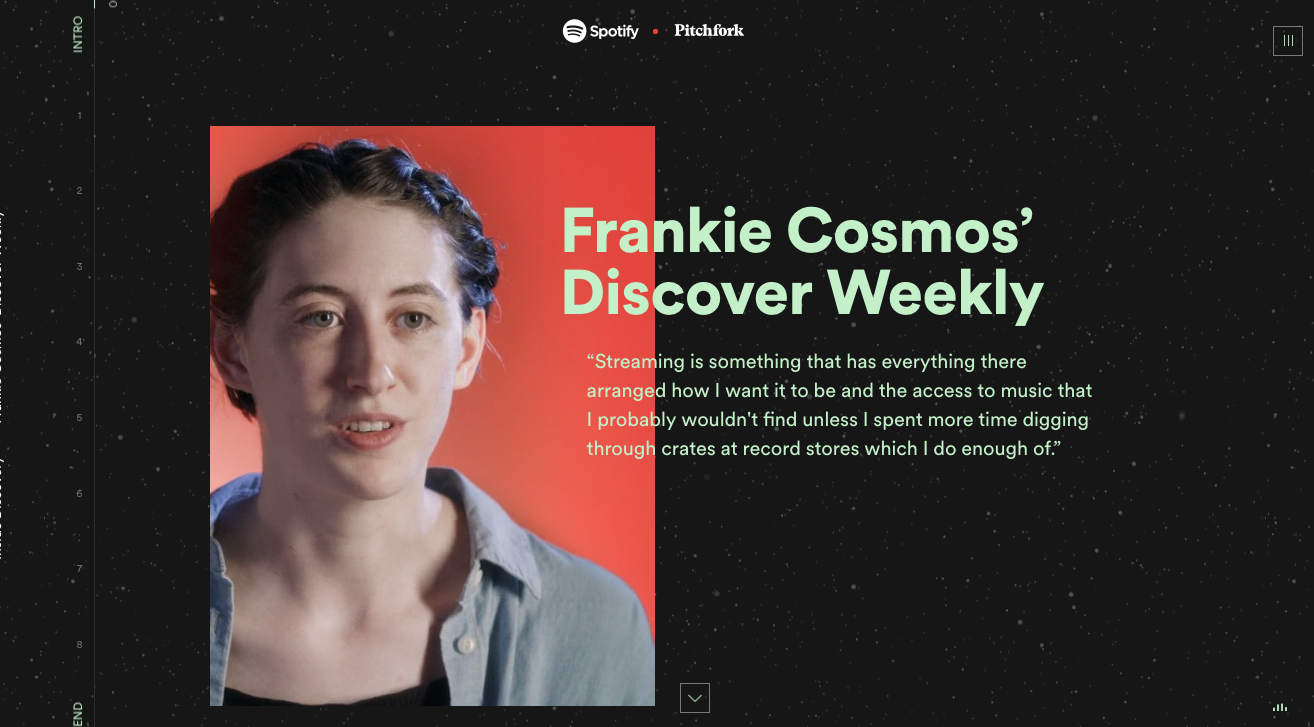 Spotify
Pitchfork
INTRO
0
1
2
3
4
5
6
7
8
END
Frankie Cosmos’
Discover Weekly
“Streaming is something that has everything there
arranged how I want it to be and the access to music that
I probably wouldn't find unless I spent more time digging
through crates at record stores which I do enough of.”